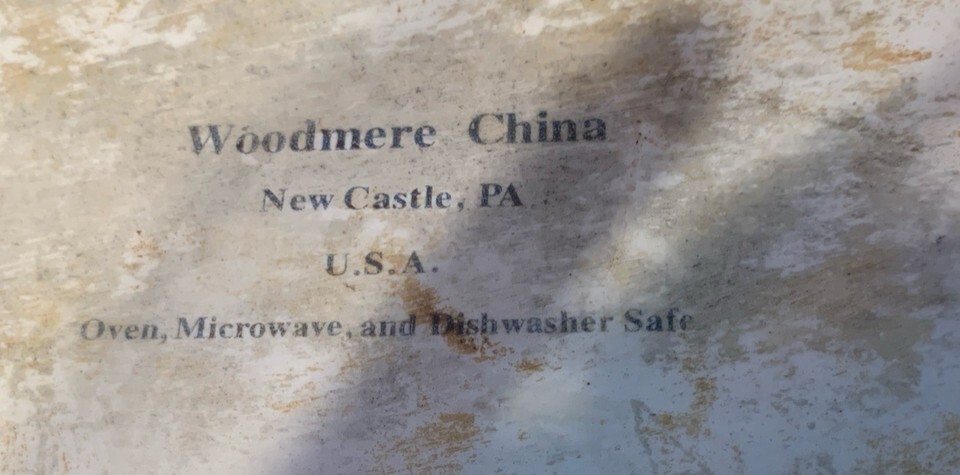 Woodmere China
New Castle, PA
U.S.A.
Oven, Microwave, and Dishwasher Safe